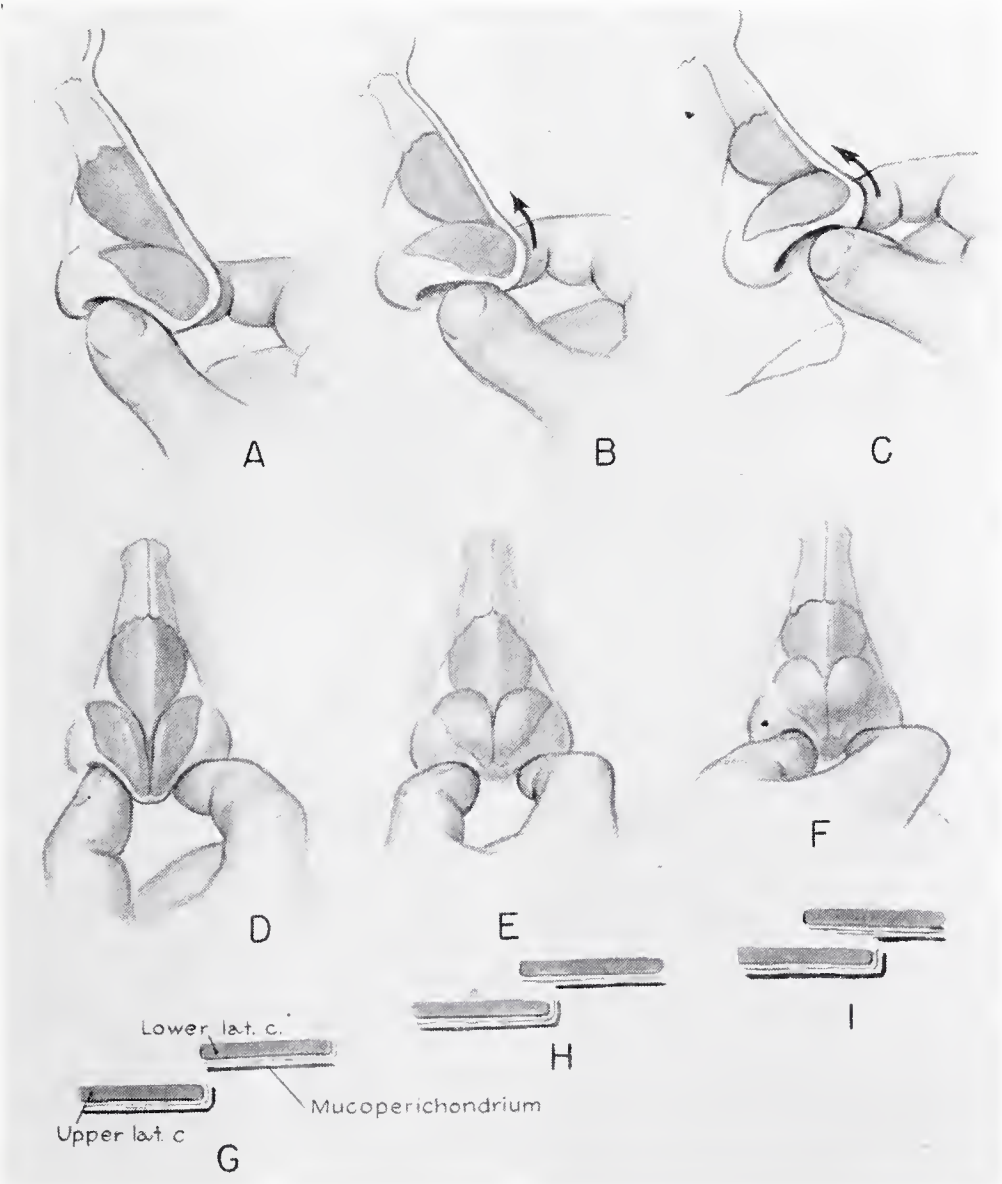 A
B
C
D
E
F
Lower lat. c.
Mucoperichondrium
Upper lat. c
G
H
I